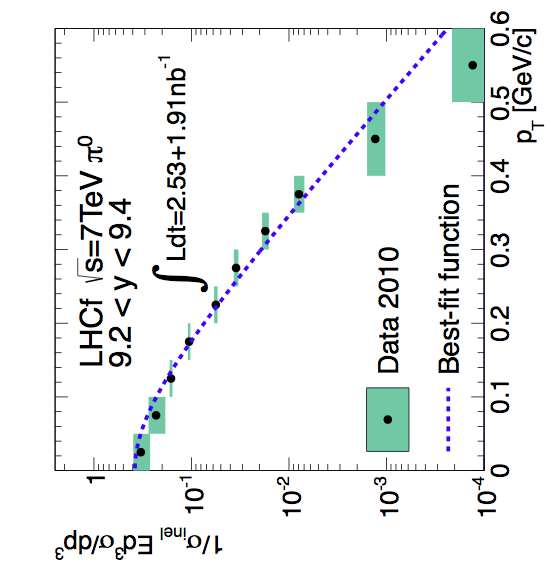 LHCf √s=7TeV π⁰
9.2 < y < 9.4
∫Ldt=2.53+1.91nb⁻¹
Data 2010
Best-fit function
1/σ_inel Ed³σ/dp³
1
10⁻¹
10⁻²
10⁻³
10⁻⁴
0
0.1
0.2
0.3
0.4
0.5
0.6
p_T [GeV/c]